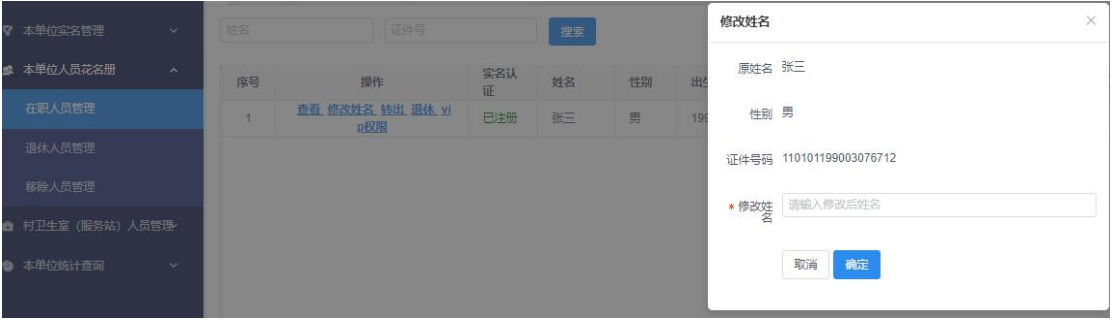 本单位实名管理
本单位人员花名册
在职人员管理
退休人员管理
移除人员管理
村卫生室（服务站）人员管理
本单位统计查询
姓名 证件号 搜索
序号 操作 实名认 姓名 性别
证
1 查看 修改姓名 转出 退休 vi 已注册 张三 男 199
p权限
修改姓名
原姓名 张三
性别 男
证件号码 110101199003076712
* 修改姓 请输入修改后姓名
名
取消 确定